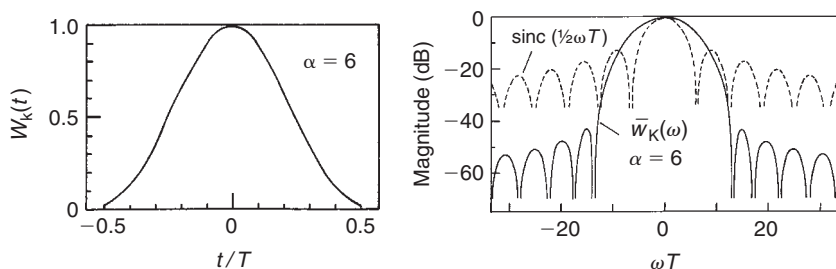 W_k(t)
1.0
0.5
0
α = 6
−0.5
0
0.5
t/T
Magnitude (dB)
0
−20
−40
−60
sinc (½ωT)
w̄_K(ω)
α = 6
−20
0
20
ωT